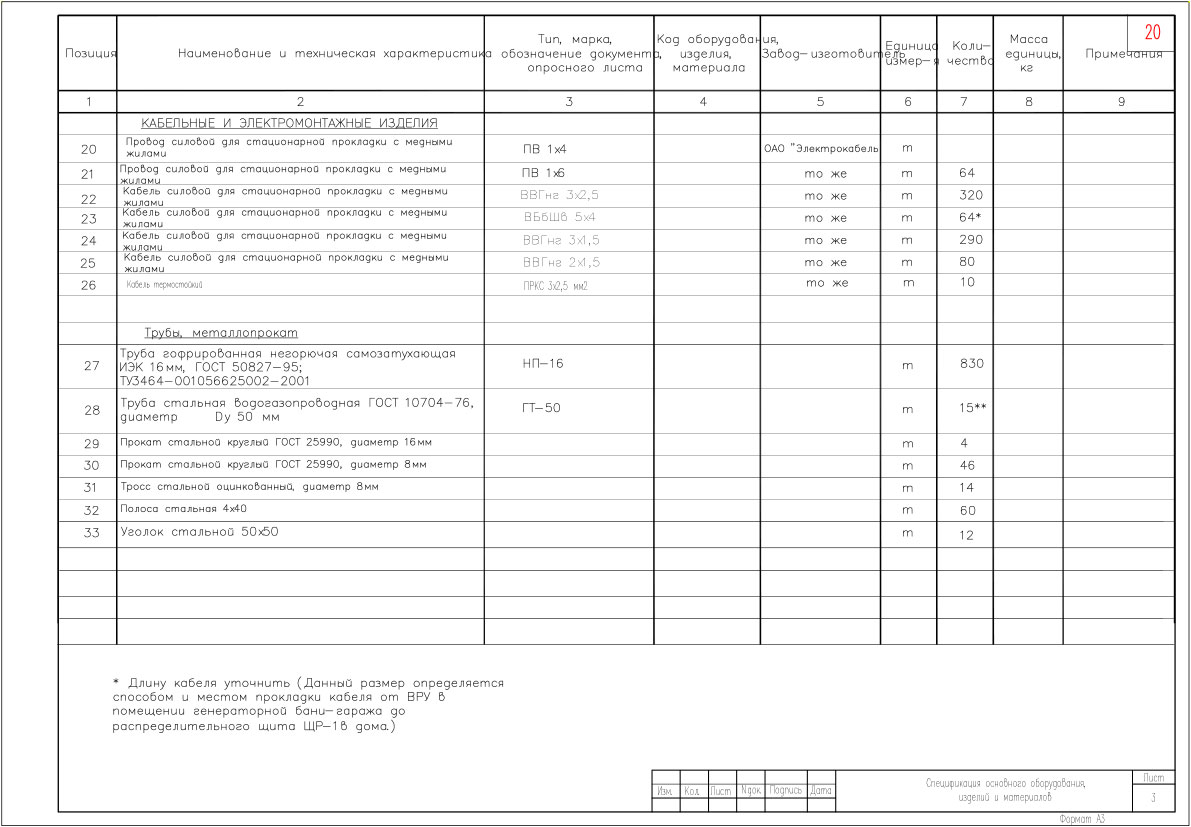 20
Позиция Наименование и техническая характеристика Тип, марка, обозначение документа, опросного листа Код оборудования, изделия, материала Завод-изготовитель Единица измер-я Коли-чество Масса единицы, кг Примечания
1 2 3 4 5 6 7 8 9
КАБЕЛЬНЫЕ И ЭЛЕКТРОМОНТАЖНЫЕ ИЗДЕЛИЯ
20 Провод силовой для стационарной прокладки с медными
жилами ПВ 1х4 ОАО "Электрокабель m
21 Провод силовой для стационарной прокладки с медными
жилами ПВ 1х6 то же m 64
22 Кабель силовой для стационарной прокладки с медными
жилами ВВГнг 3х2,5 то же m 320
23 Кабель силовой для стационарной прокладки с медными
жилами ВБбШв 5х4 то же m 64*
24 Кабель силовой для стационарной прокладки с медными
жилами ВВГнг 3х1,5 то же m 290
25 Кабель силовой для стационарной прокладки с медными
жилами ВВГнг 2х1,5 то же m 80
26 Кабель термостойкий ПРКС 3х2,5 мм2 то же m 10
Трубы, металлопрокат
27 Труба гофрированная негорючая самозатухающая
ИЭК 16мм, ГОСТ 50827-95;
ТУ3464-001056625002-2001 НП-16 m 830
28 Труба стальная водогазопроводная ГОСТ 10704-76,
диаметр Dy 50 мм ГТ-50 m 15**
29 Прокат стальной круглый ГОСТ 25990, диаметр 16мм m 4
30 Прокат стальной круглый ГОСТ 25990, диаметр 8мм m 46
31 Тросс стальной оцинкованный, диаметр 8мм m 14
32 Полоса стальная 4х40 m 60
33 Уголок стальной 50х50 m 12
* Длину кабеля уточнить (Данный размер определяется
способом и местом прокладки кабеля от ВРУ в
помещении генераторной бани-гаража до
распределительного щита ЩР-1в дома.)
Изм. Кол. Лист Nдок. Подпись Дата
Спецификация основного оборудования,
изделий и материалов
Лист
3
Формат А3